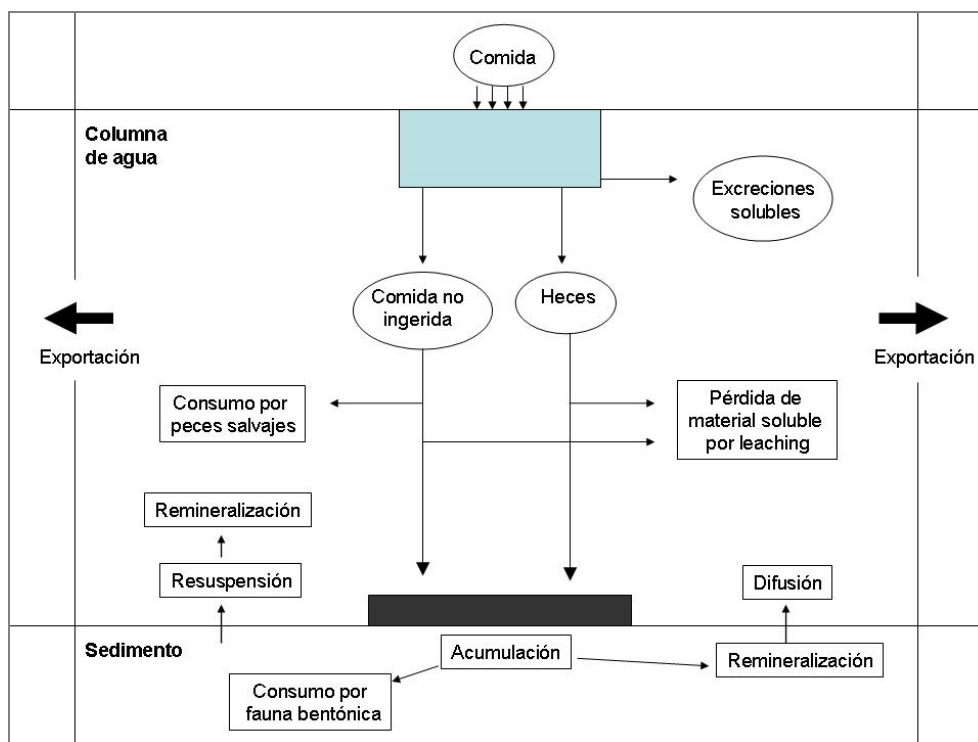 Comida
Columna
de agua
Excreciones
solubles
Comida no
ingerida
Heces
Exportación
Exportación
Consumo por
peces salvajes
Pérdida de
material soluble
por leaching
Remineralización
Resuspensión
Difusión
Sedimento
Acumulación
Remineralización
Consumo por
fauna bentónica